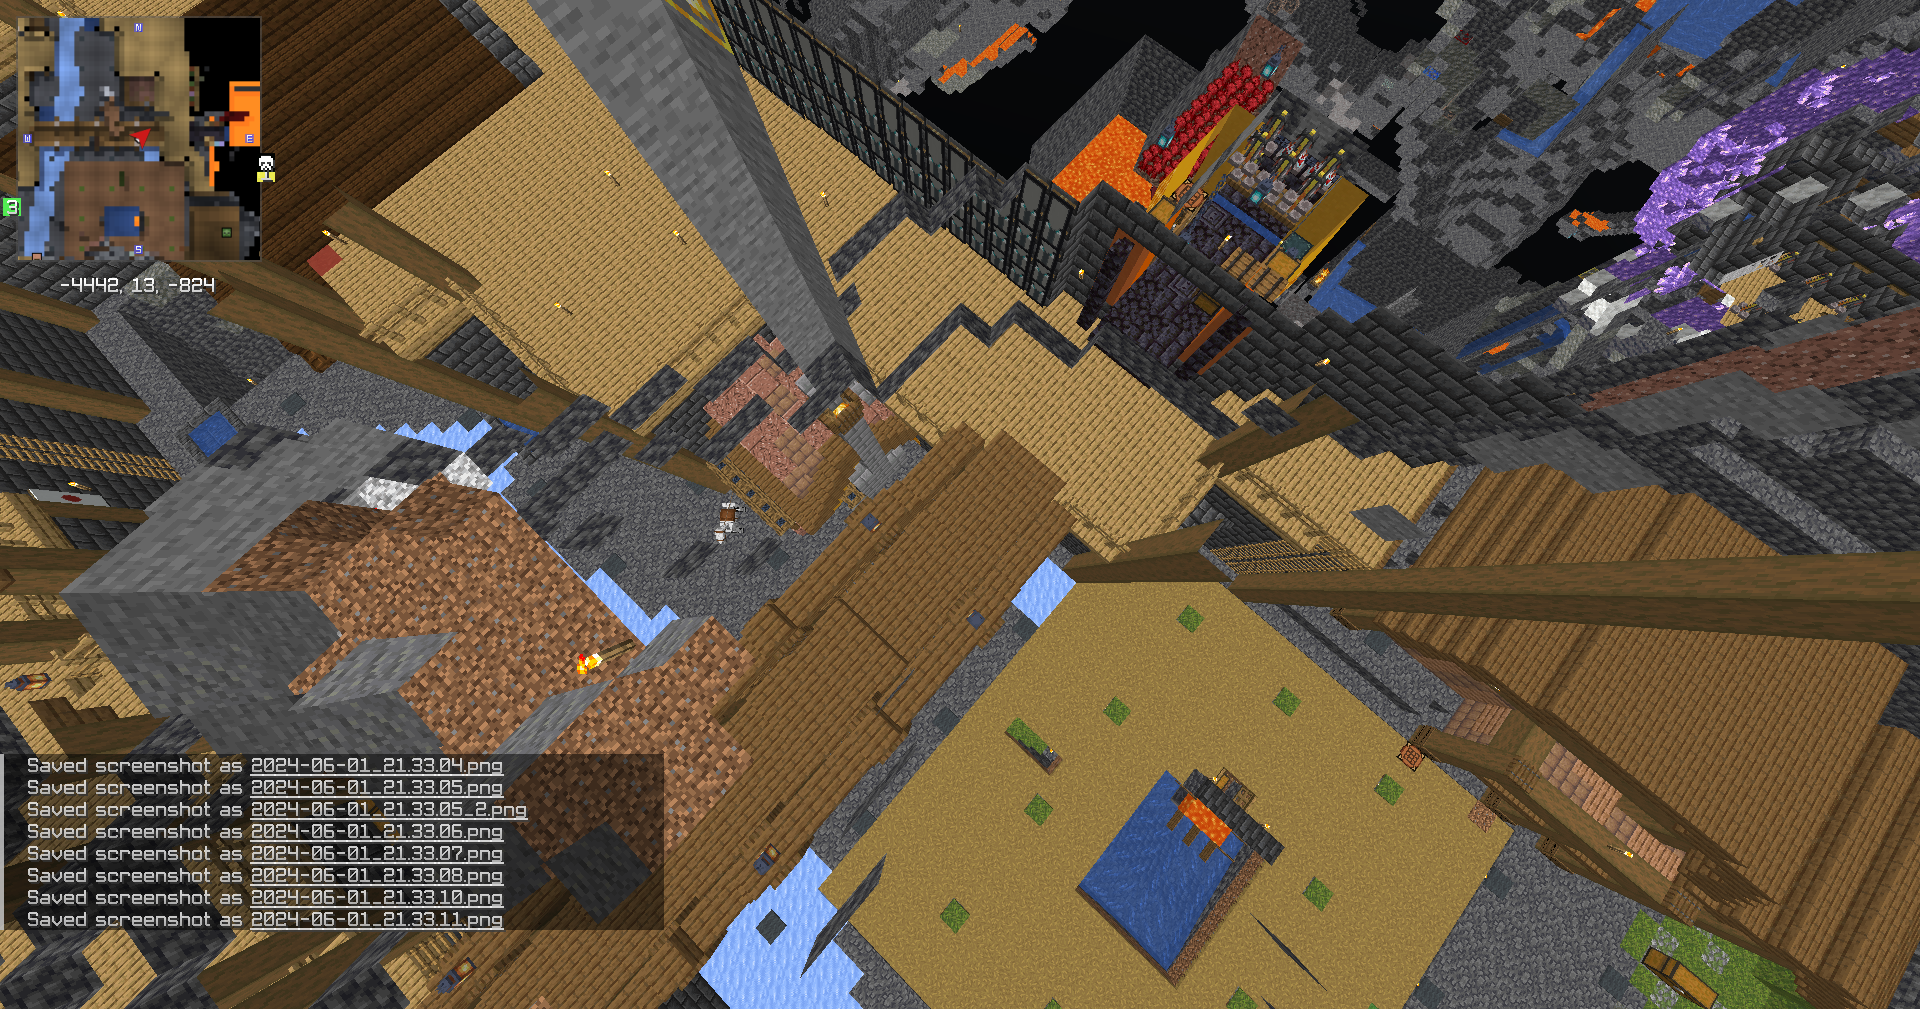 N
W
E
3
S
-4442, 13, -824
Saved screenshot as 2024-06-01_21.33.04.png
Saved screenshot as 2024-06-01_21.33.05.png
Saved screenshot as 2024-06-01_21.33.05_2.png
Saved screenshot as 2024-06-01_21.33.06.png
Saved screenshot as 2024-06-01_21.33.07.png
Saved screenshot as 2024-06-01_21.33.08.png
Saved screenshot as 2024-06-01_21.33.10.png
Saved screenshot as 2024-06-01_21.33.11.png